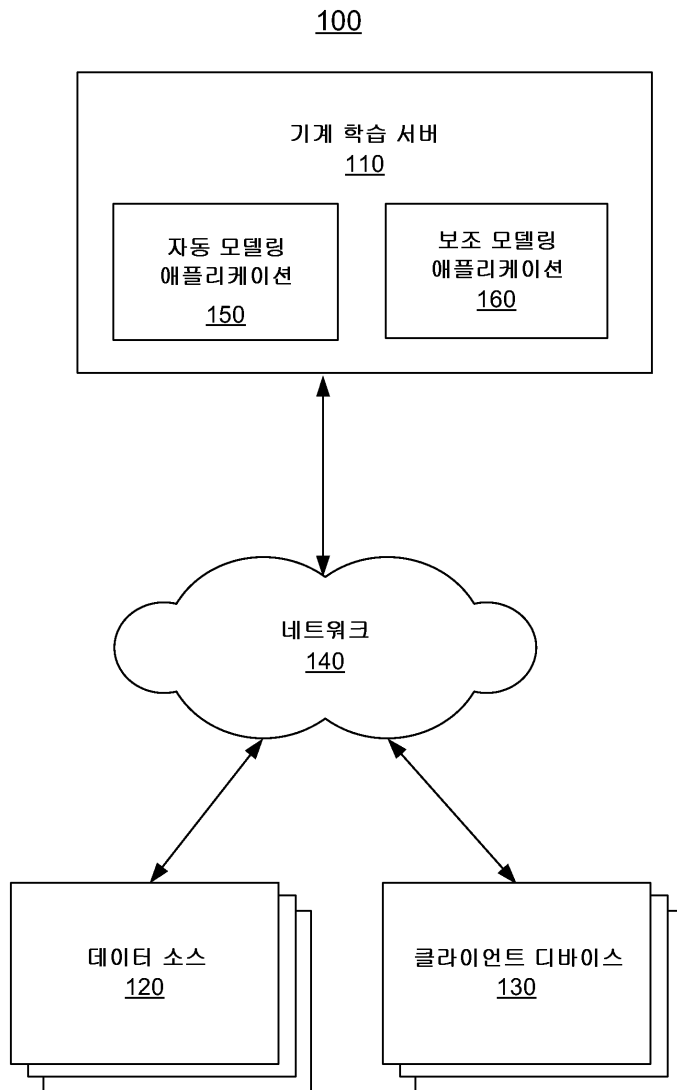 100
기계 학습 서버
110
자동 모델링
애플리케이션
150
보조 모델링
애플리케이션
160
네트워크
140
데이터 소스
120
클라이언트 디바이스
130